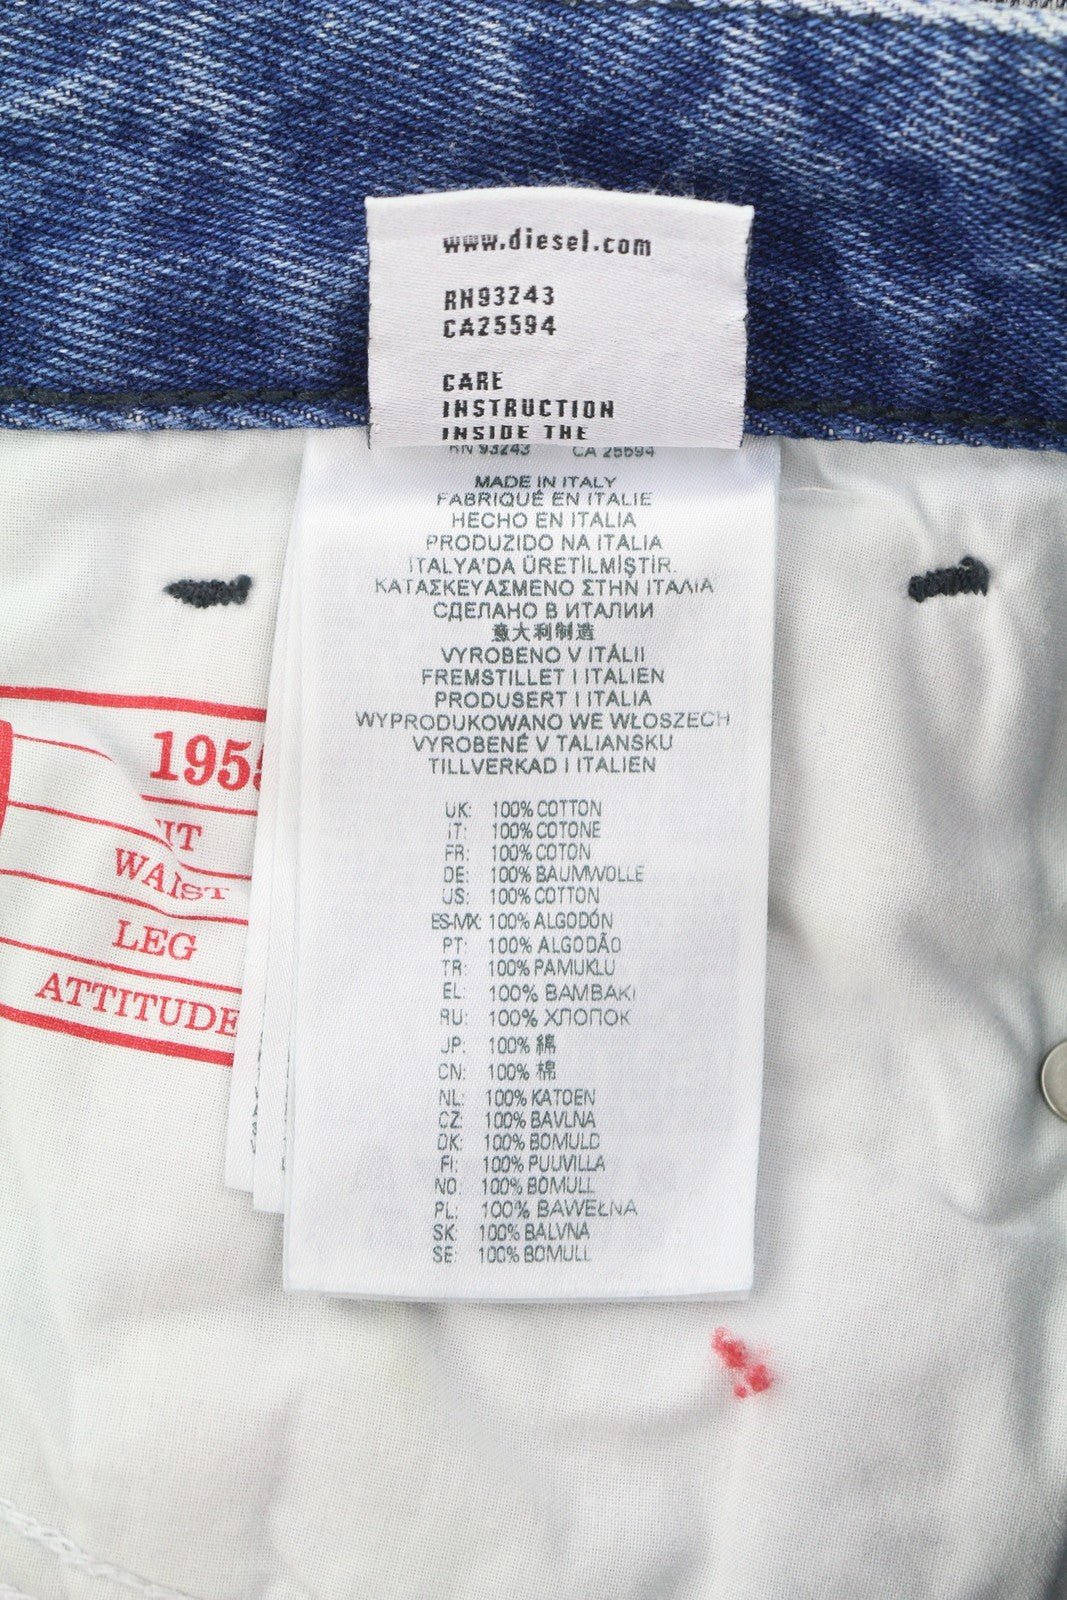 www.diesel.com
RN93243
CA25594
CARE
INSTRUCTION
INSIDE THE
RN 93243 CA 25594
MADE IN ITALY
FABRIQUÉ EN ITALIE
HECHO EN ITALIA
PRODUZIDO NA ITALIA
ITALYA'DA ÜRETİLMİŞTİR.
ΚΑΤΑΣΚΕΥΑΣΜΕΝΟ ΣΤΗΝ ΙΤΑΛΙΑ
СДЕЛАНО В ИТАЛИИ
意大利制造
VYROBENO V ITÁLII
FREMSTILLET I ITALIEN
PRODUSERT I ITALIA
WYPRODUKOWANO WE WŁOSZECH
VYROBENÉ V TALIANSKU
TILLVERKAD I ITALIEN
UK: 100% COTTON
IT: 100% COTONE
FR: 100% COTON
DE: 100% BAUMWOLLE
US: 100% COTTON
ES-MX: 100% ALGODÓN
PT: 100% ALGODÃO
TR: 100% PAMUKLU
EL: 100% ΒΑΜΒΑΚΙ
RU: 100% ХЛОПОК
JP: 100% 綿
CN: 100% 棉
NL: 100% KATOEN
CZ: 100% BAVLNA
DK: 100% BOMULD
FI: 100% PUUVILLA
NO: 100% BOMULL
PL: 100% BAWEŁNA
SK: 100% BALVNA
SE: 100% BOMULL
1955
WAIST
LEG
ATTITUDE